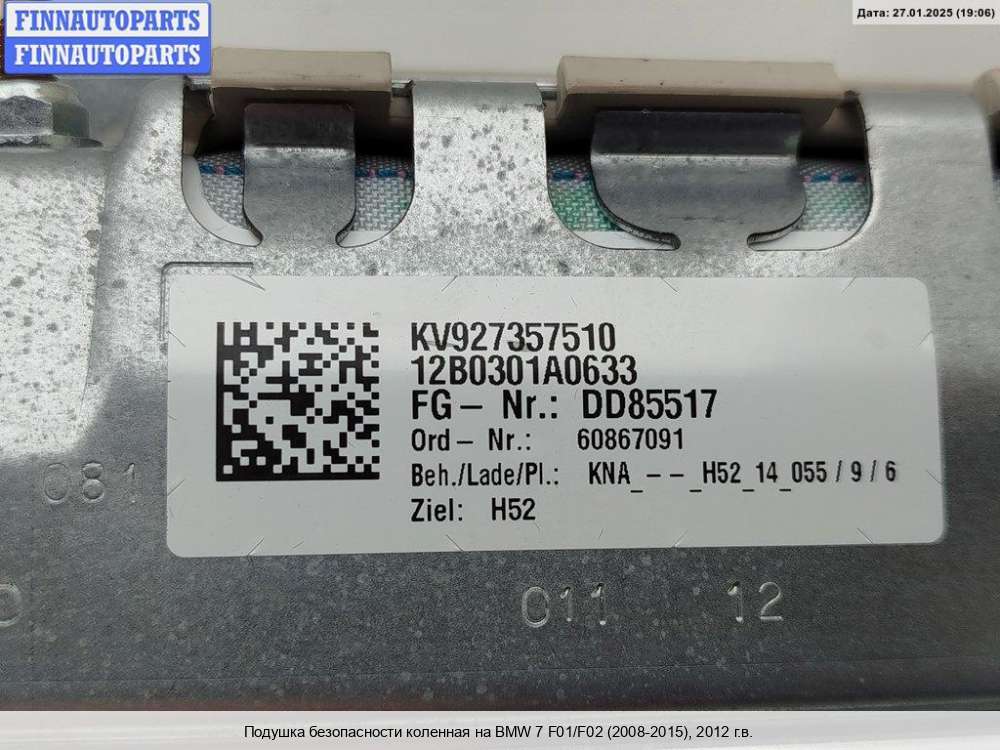 FINNAUTOPARTS
FINNAUTOPARTS
Дата: 27.01.2025 (19:06)
KV927357510
12B0301A0633
FG – Nr.: DD85517
Ord – Nr.: 60867091
Beh./Lade/Pl.: KNA_ – – _H52_14_055 / 9 / 6
Ziel: H52
081
011 12
Подушка безопасности коленная на BMW 7 F01/F02 (2008-2015), 2012 г.в.